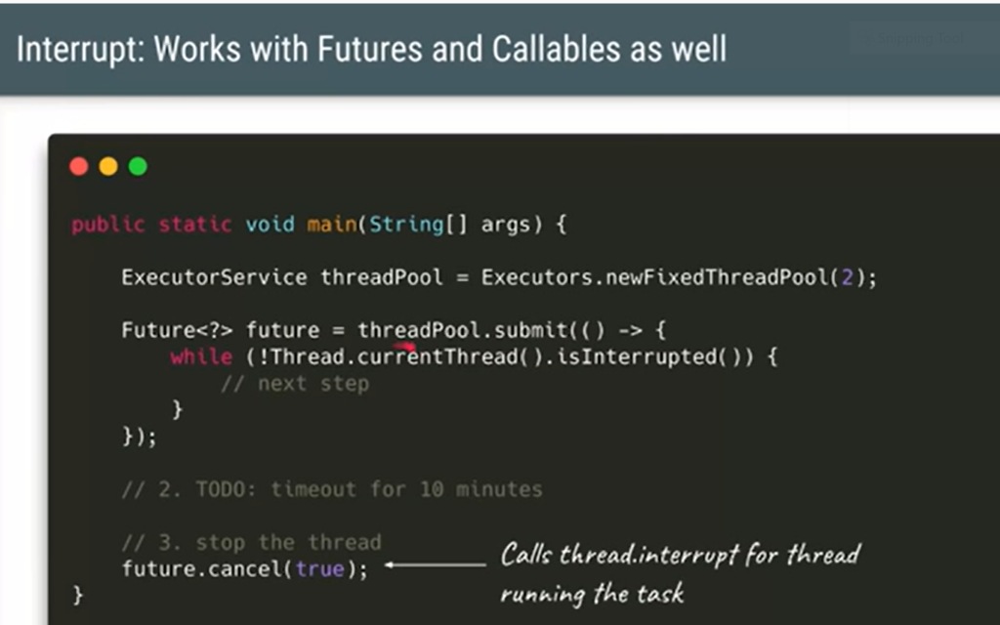 Interrupt: Works with Futures and Callables as well
public static void main(String[] args) {
ExecutorService threadPool = Executors.newFixedThreadPool(2);
Future<?> future = threadPool.submit(() -> {
while (!Thread.currentThread().isInterrupted()) {
// next step
}
});
// 2. TODO: timeout for 10 minutes
// 3. stop the thread
future.cancel(true);
Calls thread.interrupt for thread
running the task
}